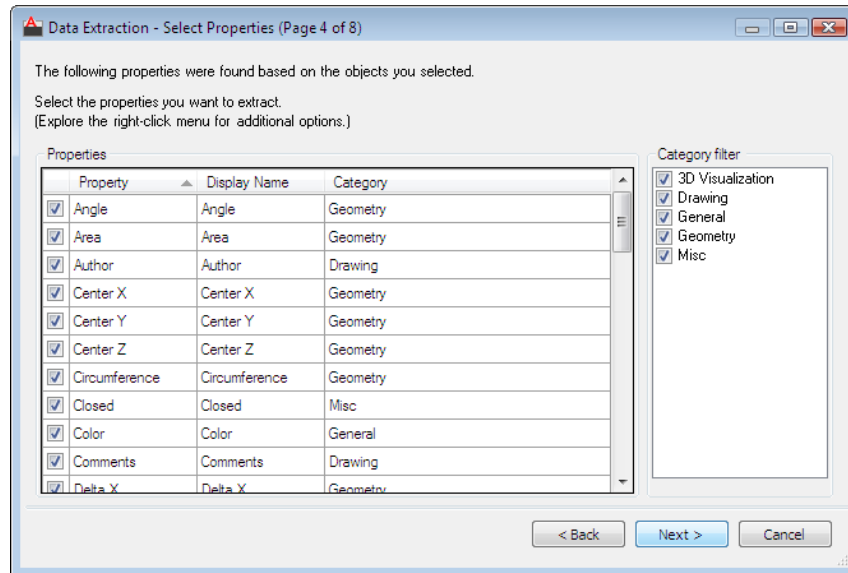 Data Extraction - Select Properties (Page 4 of 8)
The following properties were found based on the objects you selected.
Select the properties you want to extract.
(Explore the right-click menu for additional options.)
Properties
Property Display Name Category
Angle Angle Geometry
Area Area Geometry
Author Author Drawing
Center X Center X Geometry
Center Y Center Y Geometry
Center Z Center Z Geometry
Circumference Circumference Geometry
Closed Closed Misc
Color Color General
Comments Comments Drawing
Delta X Delta X Geometry
Category filter
3D Visualization
Drawing
General
Geometry
Misc
< Back Next > Cancel